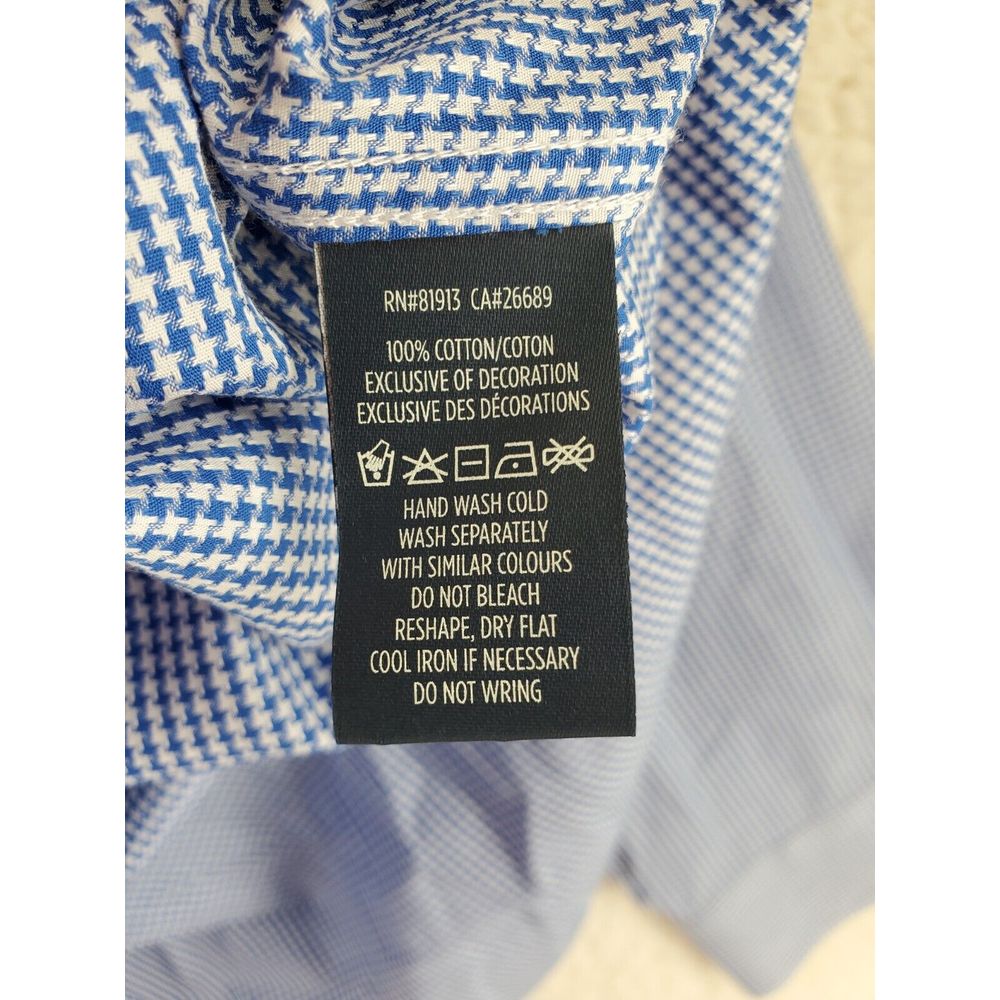 RN#81913 CA#26689
100% COTTON/COTON
EXCLUSIVE OF DECORATION
EXCLUSIVE DES DÉCORATIONS
HAND WASH COLD
WASH SEPARATELY
WITH SIMILAR COLOURS
DO NOT BLEACH
RESHAPE, DRY FLAT
COOL IRON IF NECESSARY
DO NOT WRING